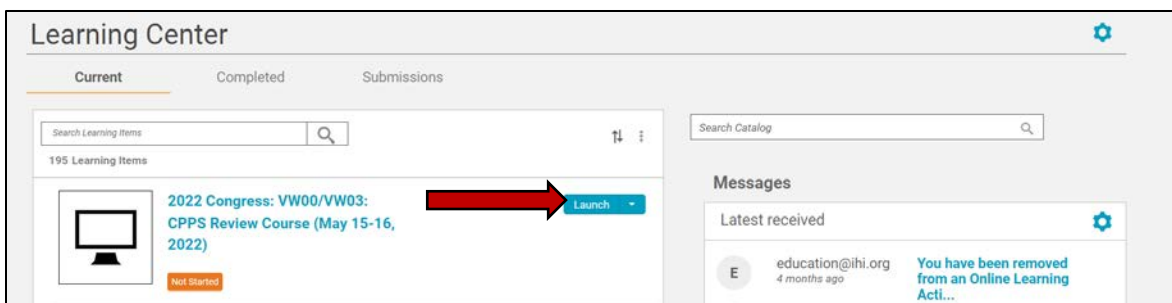 Learning Center
Current Completed Submissions
Search Learning Items
195 Learning Items
2022 Congress: VW00/VW03:
CPPS Review Course (May 15-16,
2022)
Not Started
Launch
Search Catalog
Messages
Latest received
E
education@ihi.org
4 months ago
You have been removed
from an Online Learning
Acti...